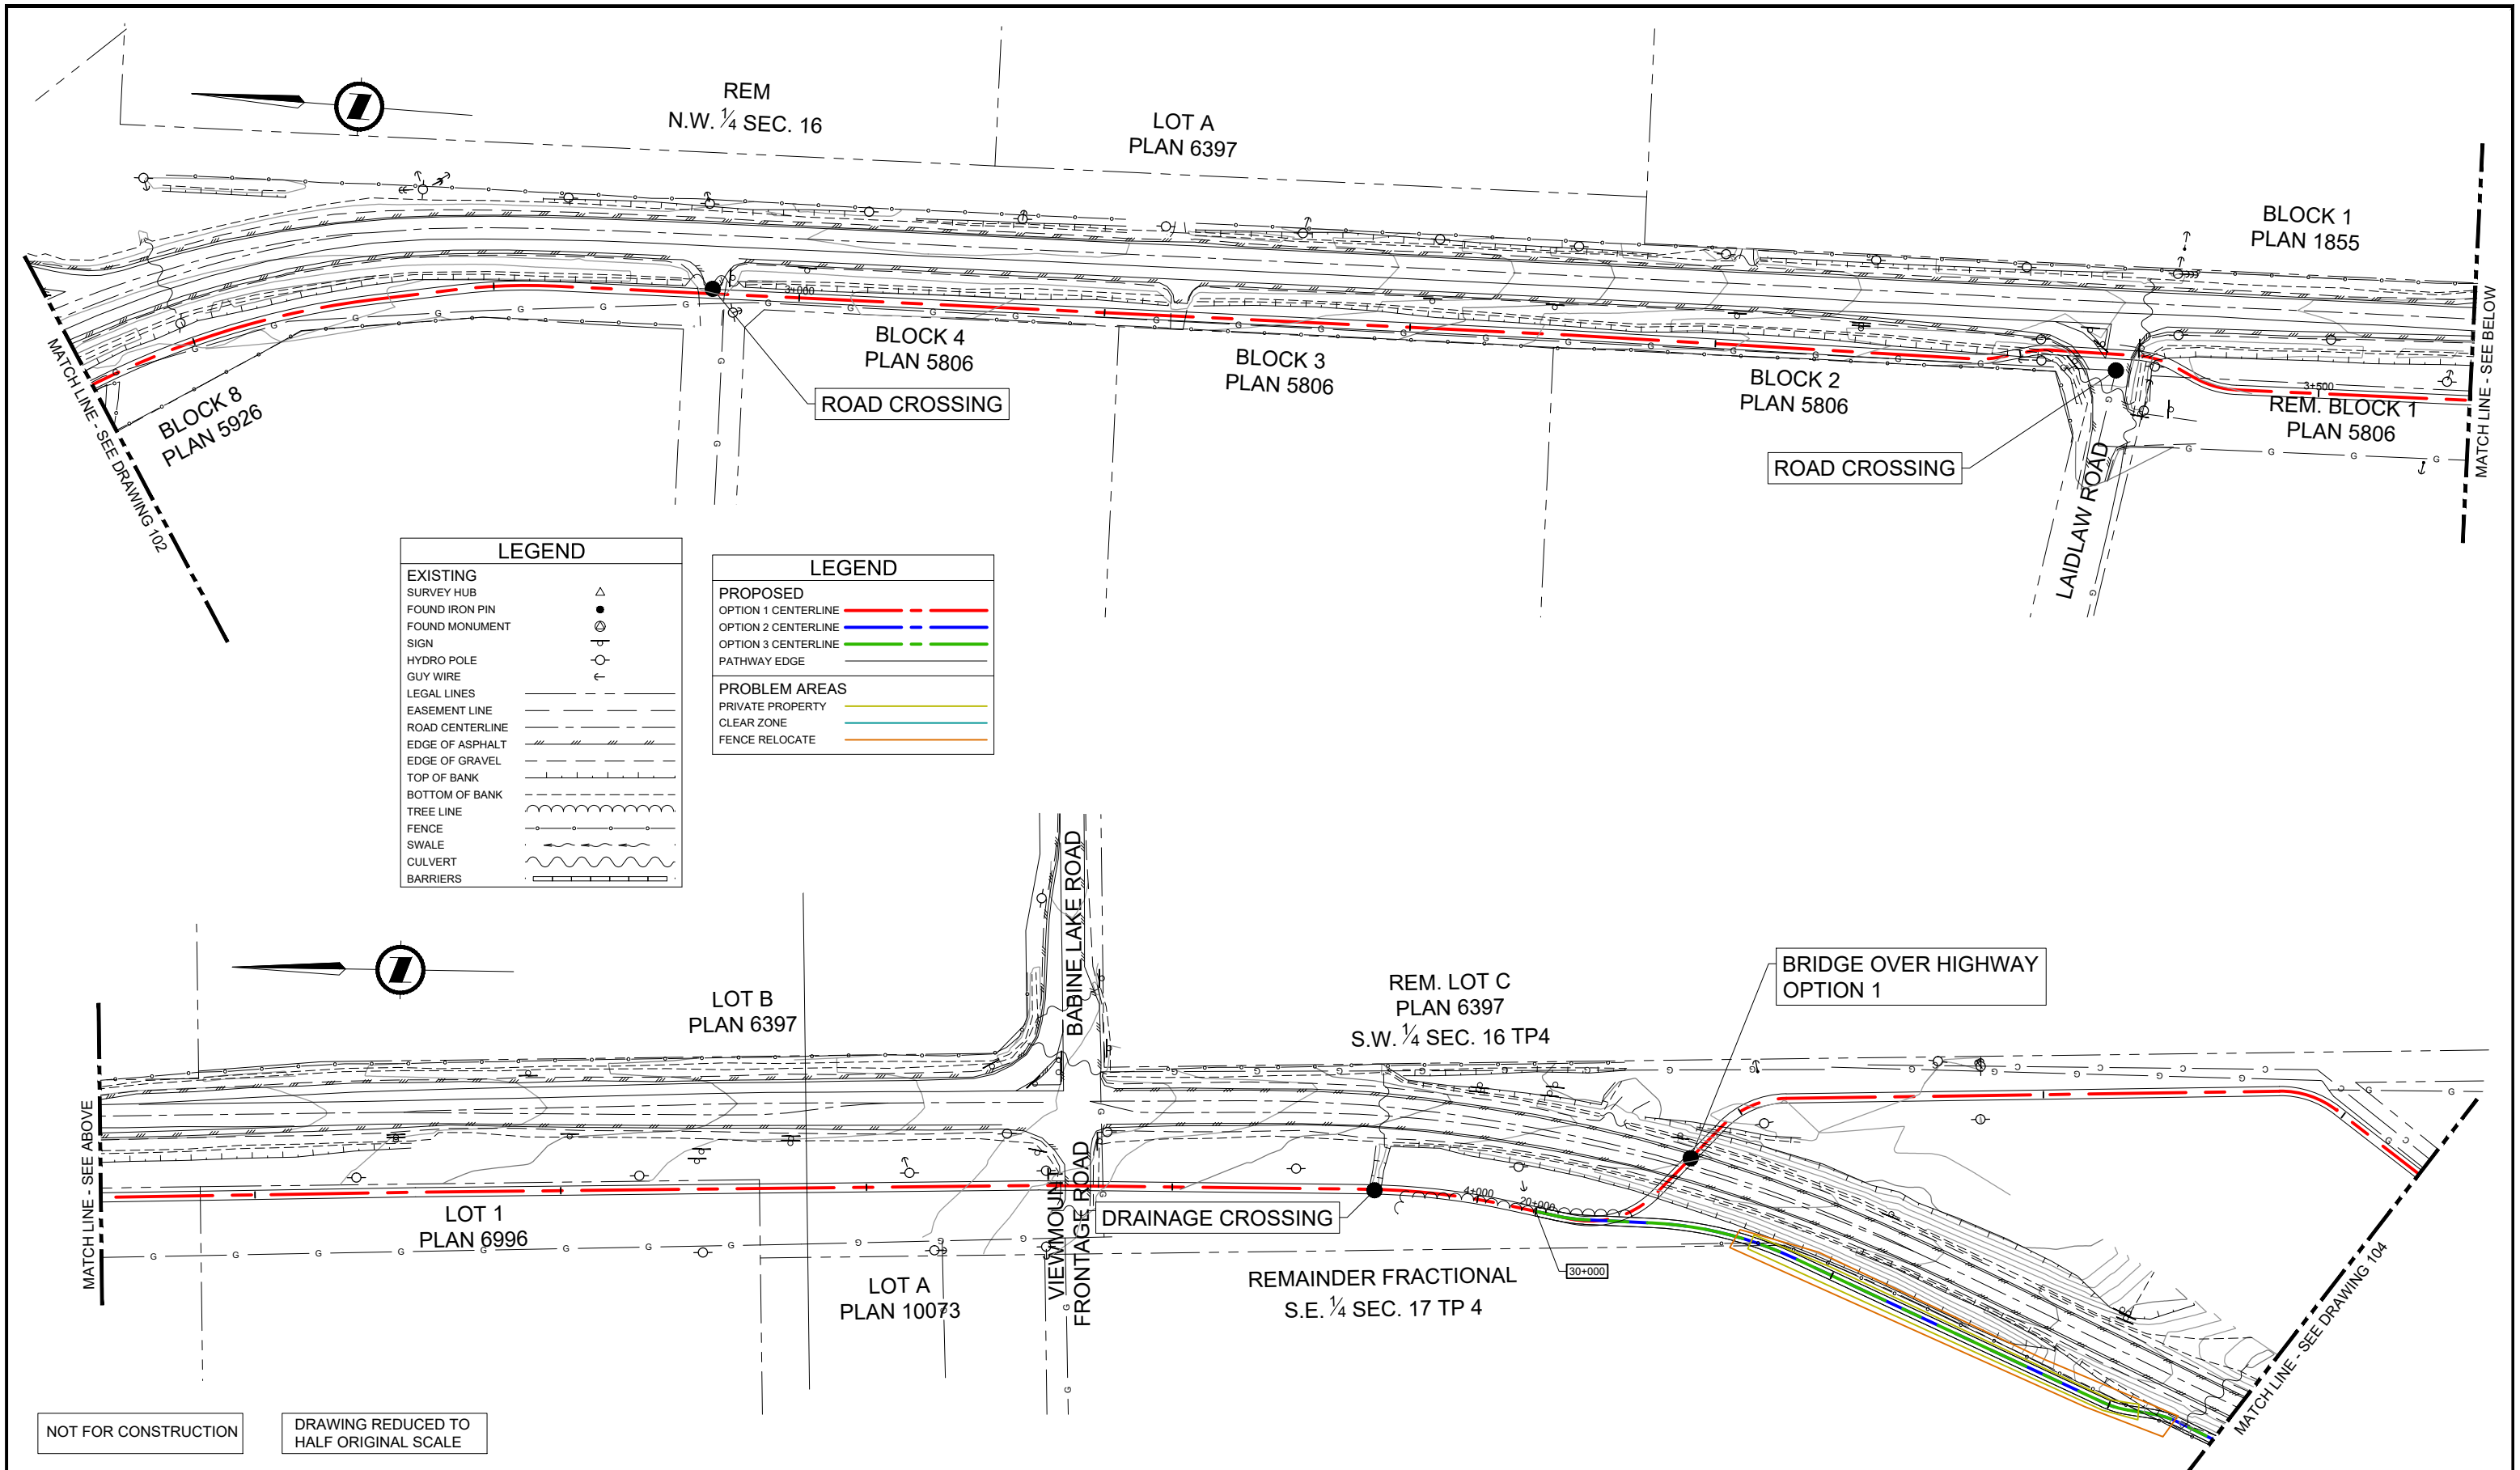 REM
N.W. 1/4 SEC. 16
LOT A
PLAN 6397
BLOCK 1
PLAN 1855
MATCH LINE - SEE DRAWING 102
BLOCK 8
PLAN 5926
3+000
BLOCK 4
PLAN 5806
ROAD CROSSING
BLOCK 3
PLAN 5806
BLOCK 2
PLAN 5806
ROAD CROSSING
LAIDLAW ROAD
3+500
REM. BLOCK 1
PLAN 5806
MATCH LINE - SEE BELOW
LEGEND
EXISTING
SURVEY HUB
FOUND IRON PIN
FOUND MONUMENT
SIGN
HYDRO POLE
GUY WIRE
LEGAL LINES
EASEMENT LINE
ROAD CENTERLINE
EDGE OF ASPHALT
EDGE OF GRAVEL
TOP OF BANK
BOTTOM OF BANK
TREE LINE
FENCE
SWALE
CULVERT
BARRIERS
LEGEND
PROPOSED
OPTION 1 CENTERLINE
OPTION 2 CENTERLINE
OPTION 3 CENTERLINE
PATHWAY EDGE
PROBLEM AREAS
PRIVATE PROPERTY
CLEAR ZONE
FENCE RELOCATE
MATCH LINE - SEE ABOVE
LOT B
PLAN 6397
BABINE LAKE ROAD
REM. LOT C
PLAN 6397
S.W. 1/4 SEC. 16 TP4
BRIDGE OVER HIGHWAY
OPTION 1
LOT 1
PLAN 6996
LOT A
PLAN 10073
VIEWMOUNT
FRONTAGE ROAD
DRAINAGE CROSSING
4+000
20+000
30+000
REMAINDER FRACTIONAL
S.E. 1/4 SEC. 17 TP 4
MATCH LINE - SEE DRAWING 104
NOT FOR CONSTRUCTION
DRAWING REDUCED TO
HALF ORIGINAL SCALE